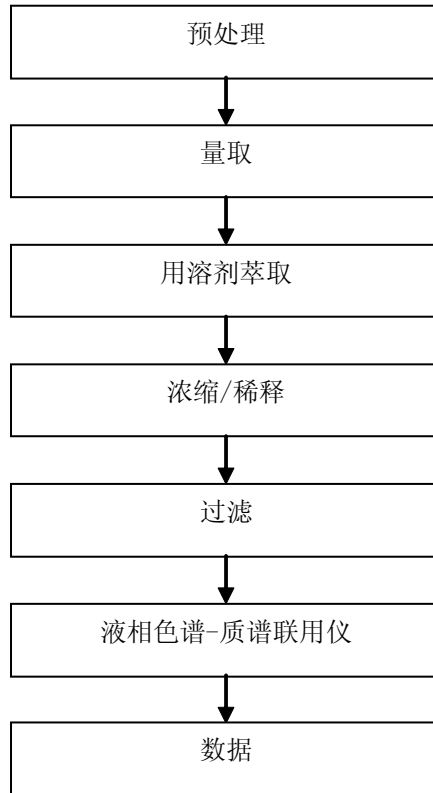 预处理
量取
用溶剂萃取
浓缩/稀释
过滤
液相色谱-质谱联用仪
数据